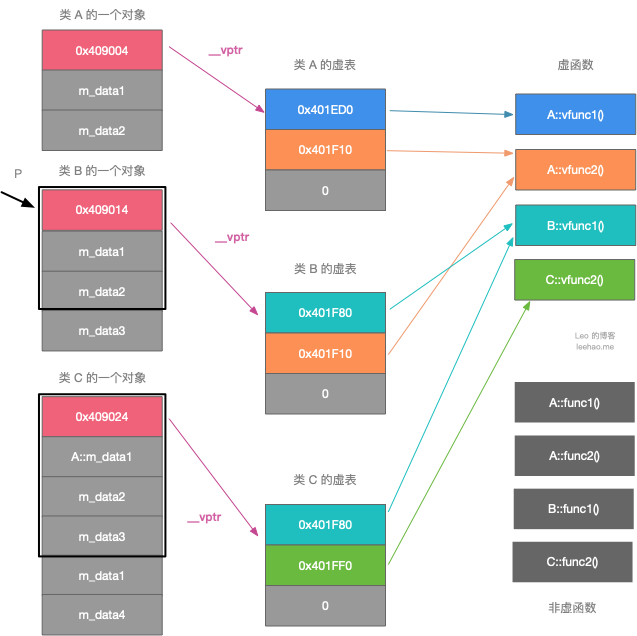 类 A 的一个对象
0x409004
m_data1
m_data2
__vptr
类 A 的虚表
0x401ED0
0x401F10
0
虚函数
A::vfunc1()
A::vfunc2()
B::vfunc1()
C::vfunc2()
P
类 B 的一个对象
0x409014
m_data1
m_data2
m_data3
__vptr
类 B 的虚表
0x401F80
0x401F10
0
Leo 的博客
leehao.me
类 C 的一个对象
0x409024
A::m_data1
m_data2
m_data3
m_data1
m_data4
__vptr
类 C 的虚表
0x401F80
0x401FF0
0
A::func1()
A::func2()
B::func1()
C::func2()
非虚函数